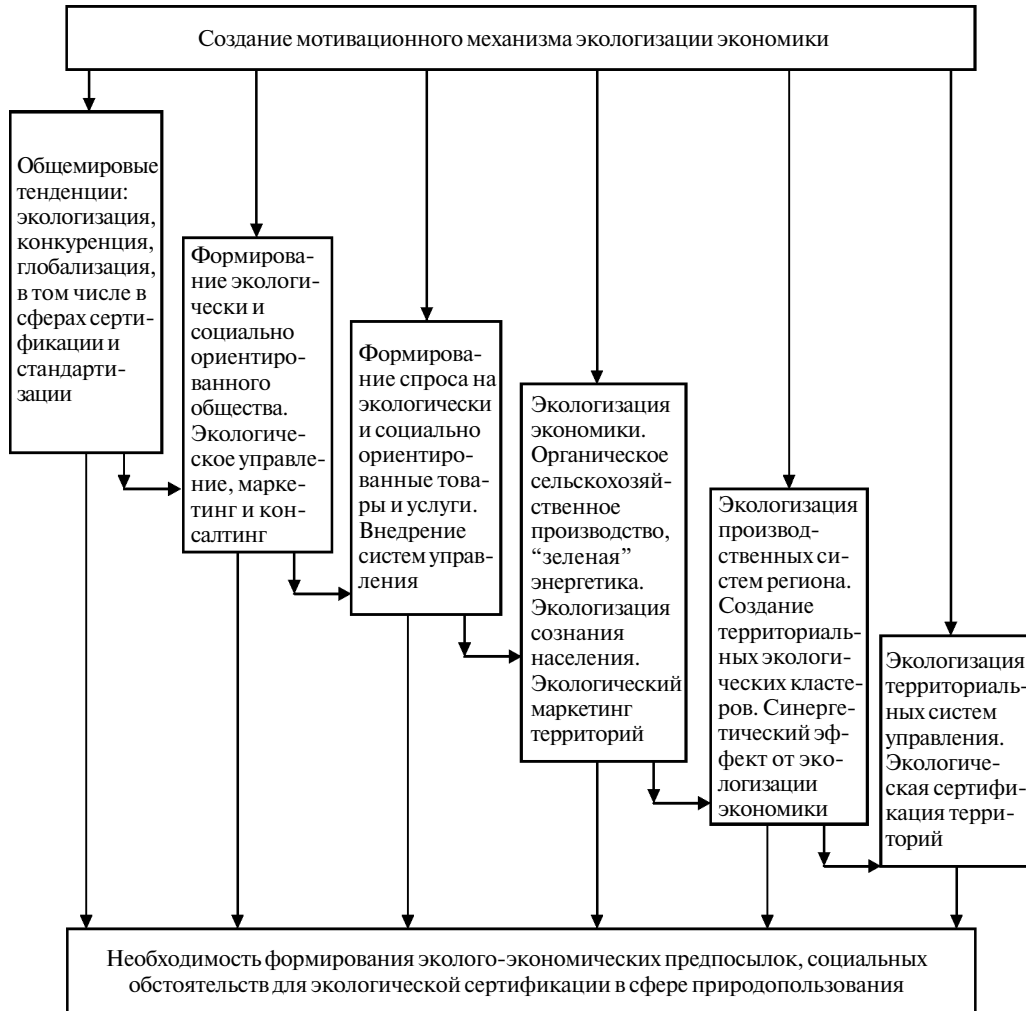 Создание мотивационного механизма экологизации экономики
Общемировые
тенденции:
экологизация,
конкуренция,
глобализация,
в том числе в
сферах серти-
фикации и
стандарти-
зации
Формирова-
ние экологи-
чески и
социально
ориентиро-
ванного
общества.
Экологиче-
ское управле-
ние, марке-
тинг и кон-
салтинг
Формирова-
ние спроса на
экологически
и социально
ориентиро-
ванные това-
ры и услуги.
Внедрение
систем управ-
ления
Экологизация
экономики.
Органическое
сельскохозяй-
ственное
производство,
“зеленая”
энергетика.
Экологизация
сознания
населения.
Экологический
маркетинг
территорий
Экологизация
производ-
ственных си-
стем региона.
Создание
территориаль-
ных экологи-
ческих класте-
ров. Синерге-
тический эф-
фект от эко-
логизации
экономики
Экологизация
территориаль-
ных систем
управления.
Экологиче-
ская сертифи-
кация терри-
торий
Необходимость формирования эколого-экономических предпосылок, социальных
обстоятельств для экологической сертификации в сфере природопользования